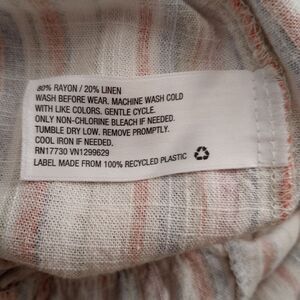 80% RAYON / 20% LINEN
WASH BEFORE WEAR. MACHINE WASH COLD
WITH LIKE COLORS. GENTLE CYCLE.
ONLY NON-CHLORINE BLEACH IF NEEDED.
TUMBLE DRY LOW. REMOVE PROMPTLY.
COOL IRON IF NEEDED.
RN17730 VN1299629
LABEL MADE FROM 100% RECYCLED PLASTIC